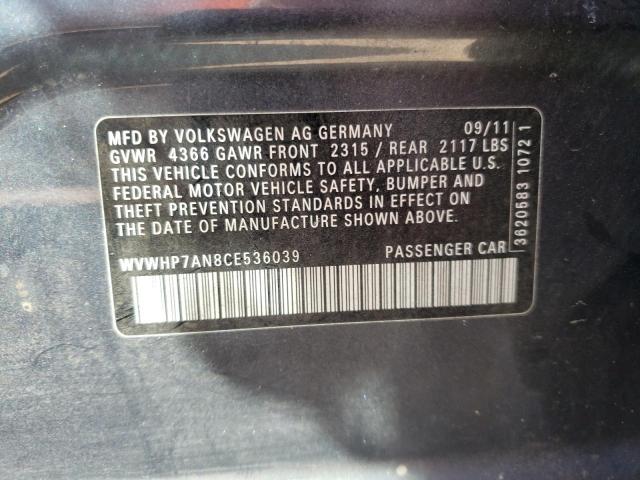 MFD BY VOLKSWAGEN AG GERMANY 09/11
GVWR 4366 GAWR FRONT 2315 / REAR 2117 LBS
THIS VEHICLE CONFORMS TO ALL APPLICABLE U.S.
FEDERAL MOTOR VEHICLE SAFETY, BUMPER AND
THEFT PREVENTION STANDARDS IN EFFECT ON
THE DATE OF MANUFACTURE SHOWN ABOVE.
WVWHP7AN8CE536039 PASSENGER CAR
3620583 1072 1